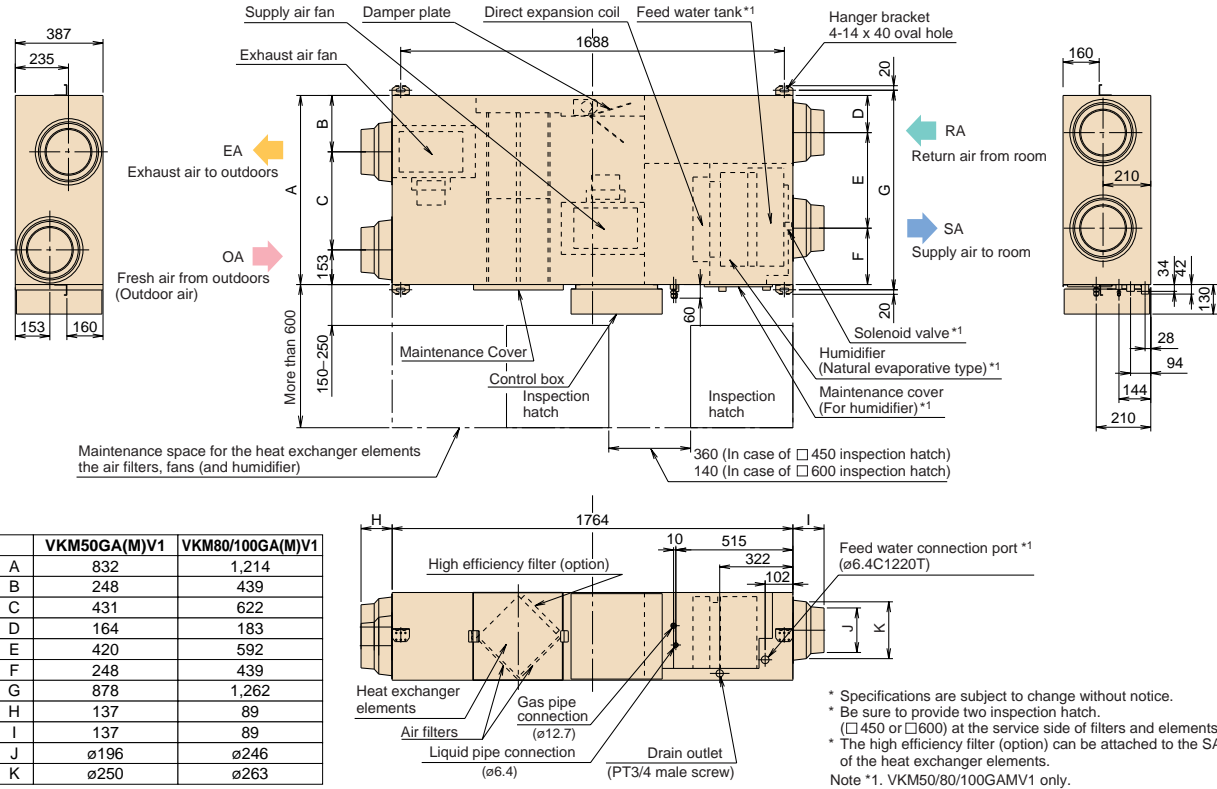 Supply air fan
Damper plate
Direct expansion coil
Feed water tank*1
Hanger bracket
4-14 x 40 oval hole
387
235
Exhaust air fan
1688
20
160
B
D
EA
Exhaust air to outdoors
RA
Return air from room
A
C
E
G
210
OA
Fresh air from outdoors
(Outdoor air)
SA
Supply air to room
153
F
34
42
130
153
160
60
20
More than 600
150–250
Maintenance Cover
Control box
Solenoid valve*1
Humidifier
(Natural evaporative type)*1
28
94
Inspection
hatch
Inspection
hatch
Maintenance cover
(For humidifier)*1
144
210
Maintenance space for the heat exchanger elements
the air filters, fans (and humidifier)
360 (In case of □450 inspection hatch)
140 (In case of □600 inspection hatch)
H
1764
I
10
515
322
102
Feed water connection port *1
(ø6.4C1220T)
High efficiency filter (option)
J
K
Heat exchanger
elements
Air filters
Gas pipe
connection
(ø12.7)
Liquid pipe connection
(ø6.4)
Drain outlet
(PT3/4 male screw)
VKM50GA(M)V1 VKM80/100GA(M)V1
A 832 1,214
B 248 439
C 431 622
D 164 183
E 420 592
F 248 439
G 878 1,262
H 137 89
I 137 89
J ø196 ø246
K ø250 ø263
* Specifications are subject to change without notice.
* Be sure to provide two inspection hatch.
(□450 or □600) at the service side of filters and elements
* The high efficiency filter (option) can be attached to the SA
of the heat exchanger elements.
Note *1. VKM50/80/100GAMV1 only.